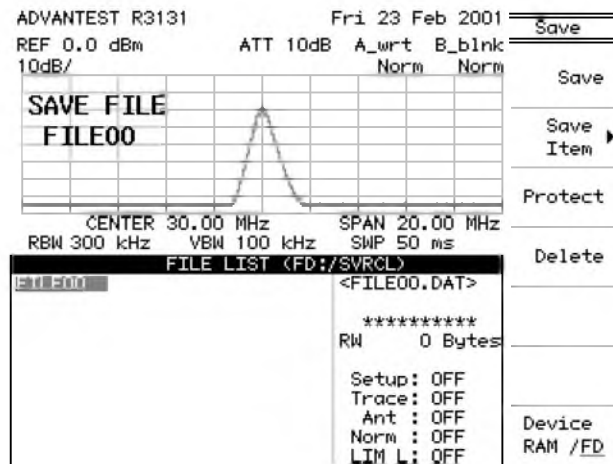 ADVANTEST R3131 Fri 23 Feb 2001
REF 0.0 dBm ATT 10dB A_wrt B_blnk
10dB/ Norm Norm
SAVE FILE
FILE00
CENTER 30.00 MHz SPAN 20.00 MHz
RBW 300 kHz VBW 100 kHz SWP 50 ms
FILE LIST (FD:/SVRCL)
FILE00 <FILE00.DAT>
**********
RW 0 Bytes
Setup: OFF
Trace: OFF
Ant : OFF
Norm : OFF
LIM L: OFF
Save
Save
Save
Item
Protect
Delete
Device
RAM /FD